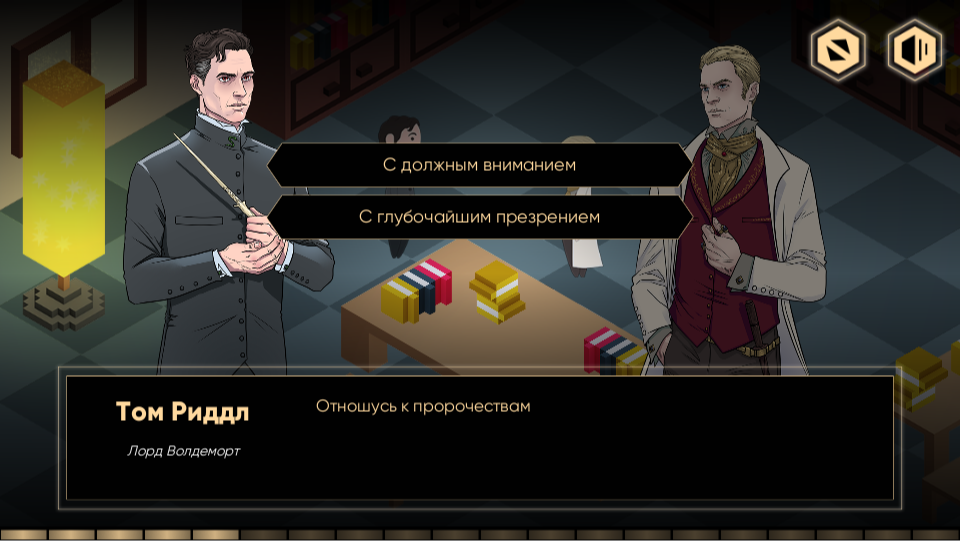 С должным вниманием
С глубочайшим презрением
Том Риддл
Отношусь к пророчествам
Лорд Волдеморт